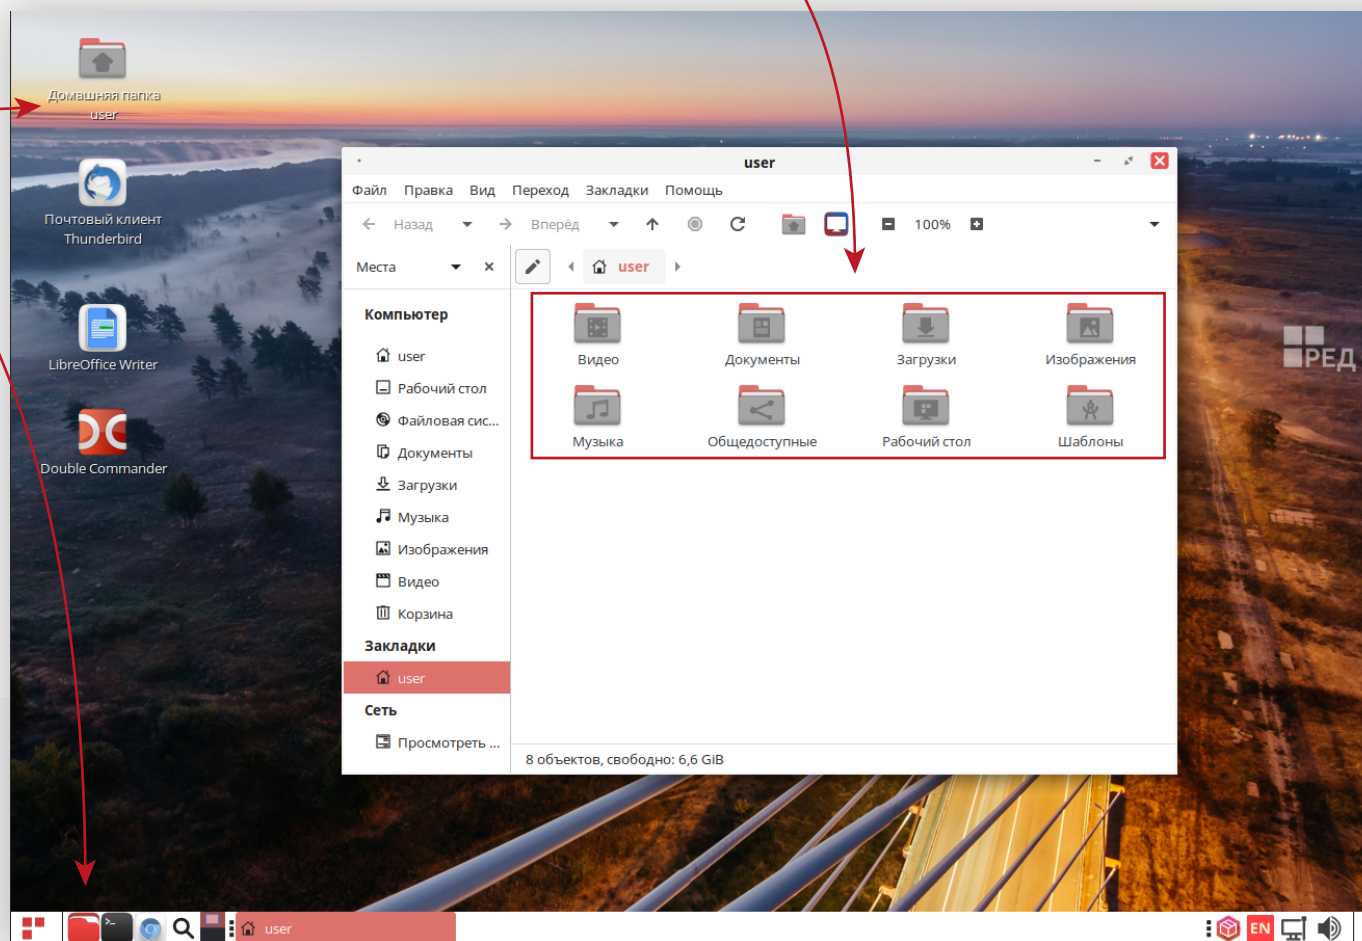 Домашняя папка
user
Почтовый клиент
Thunderbird
LibreOffice Writer
Double Commander
user
Файл Правка Вид Переход Закладки Помощь
Назад Вперёд 100%
Места
user
Компьютер
user
Рабочий стол
Файловая сис...
Документы
Загрузки
Музыка
Изображения
Видео
Корзина
Закладки
user
Сеть
Просмотреть ...
Видео Документы Загрузки Изображения
Музыка Общедоступные Рабочий стол Шаблоны
8 объектов, свободно: 6,6 GiB
РЕД
user
EN